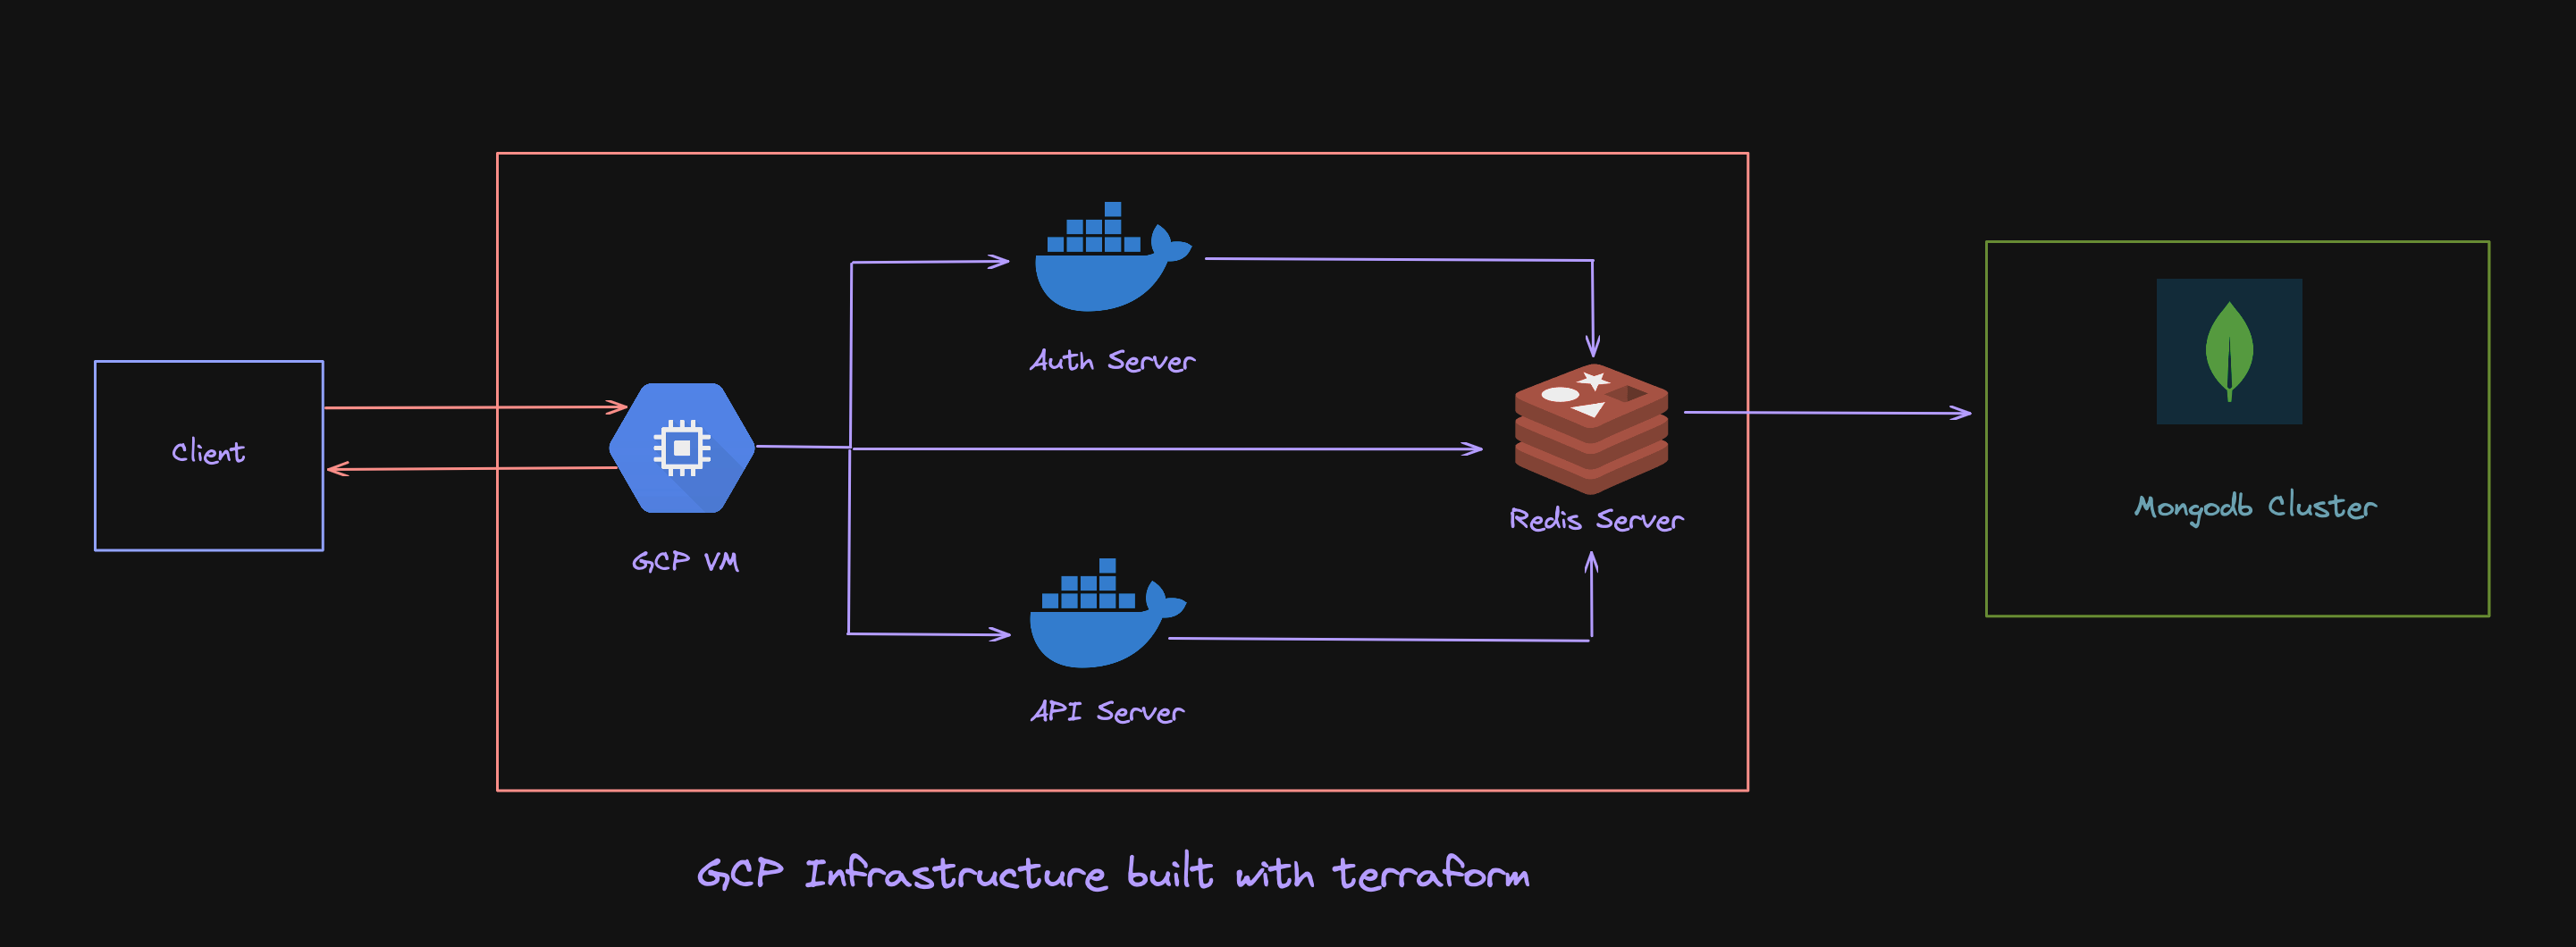 Client
GCP VM
Auth Server
API Server
Redis Server
Mongodb Cluster
GCP Infrastructure built with terraform